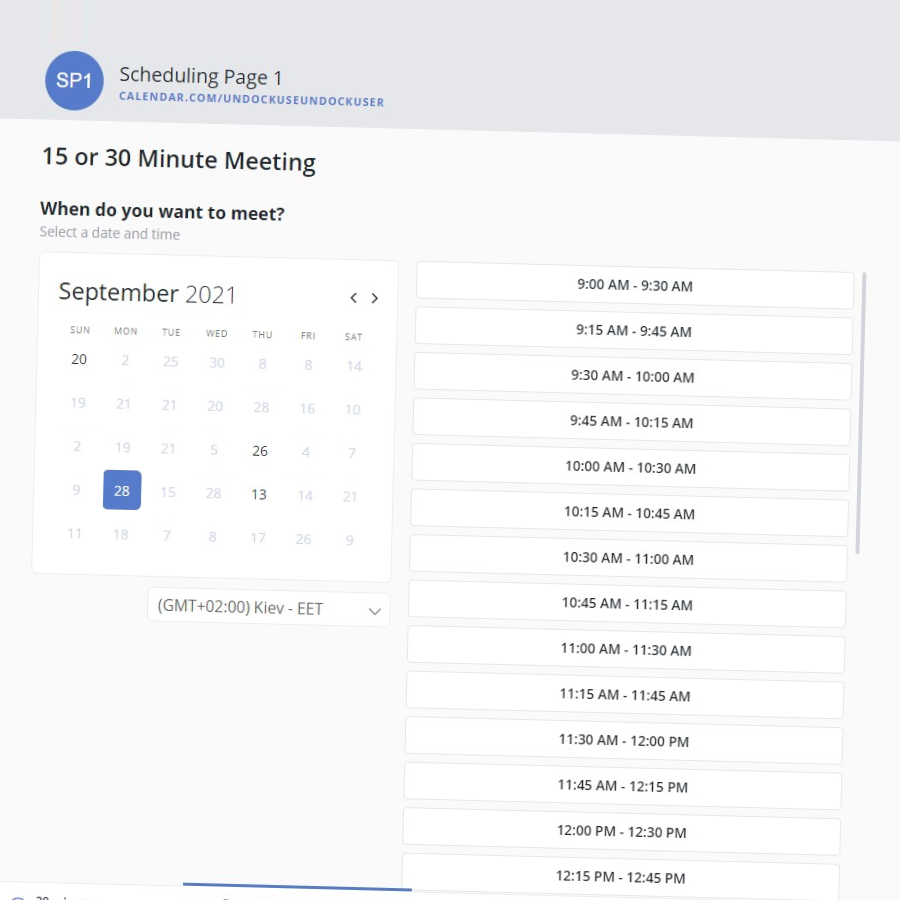 SP1
Scheduling Page 1
CALENDAR.COM/UNDOCKUSEUNDOCKUSER
15 or 30 Minute Meeting
When do you want to meet?
Select a date and time
September 2021
SUN MON TUE WED THU FRI SAT
20 2 25 30 8 8 14
19 21 21 20 28 16 10
2 19 21 5 26 4 7
9 28 15 28 13 14 21
11 18 7 8 17 26 9
(GMT+02:00) Kiev - EET
9:00 AM - 9:30 AM
9:15 AM - 9:45 AM
9:30 AM - 10:00 AM
9:45 AM - 10:15 AM
10:00 AM - 10:30 AM
10:15 AM - 10:45 AM
10:30 AM - 11:00 AM
10:45 AM - 11:15 AM
11:00 AM - 11:30 AM
11:15 AM - 11:45 AM
11:30 AM - 12:00 PM
11:45 AM - 12:15 PM
12:00 PM - 12:30 PM
12:15 PM - 12:45 PM